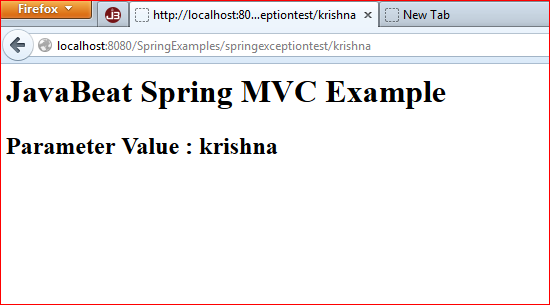 Firefox
JB
http://localhost:80...eptiontest/krishna
New Tab
localhost:8080/SpringExamples/springexceptiontest/krishna
JavaBeat Spring MVC Example
Parameter Value : krishna